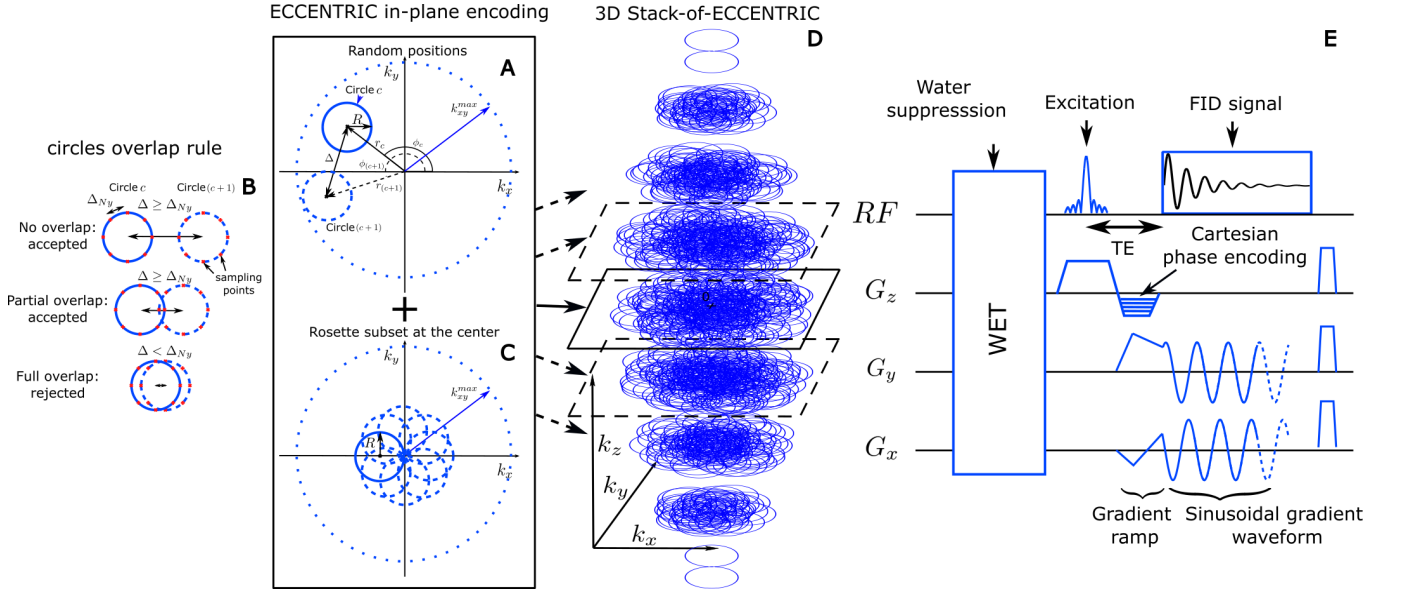 ECCENTRIC in-plane encoding
3D Stack-of-ECCENTRIC
circles overlap rule
B
Circle c
Circle(c+1)
Δ_{Ny}
Δ ≥ Δ_{Ny}
No overlap:
accepted
sampling
points
Δ ≥ Δ_{Ny}
Partial overlap:
accepted
Δ < Δ_{Ny}
Full overlap:
rejected
Random positions
A
k_y
Circle c
k_{xy}^{max}
R
r_c
ϕ_c
Δ
ϕ_{(c+1)}
r_{(c+1)}
k_x
Circle(c+1)
+
Rosette subset at the center
C
k_y
k_{xy}^{max}
R
k_x
D
k_z
k_y
k_x
E
Water
suppresssion
Excitation
FID signal
WET
RF
TE
Cartesian
phase encoding
G_z
G_y
G_x
Gradient
ramp
Sinusoidal gradient
waveform